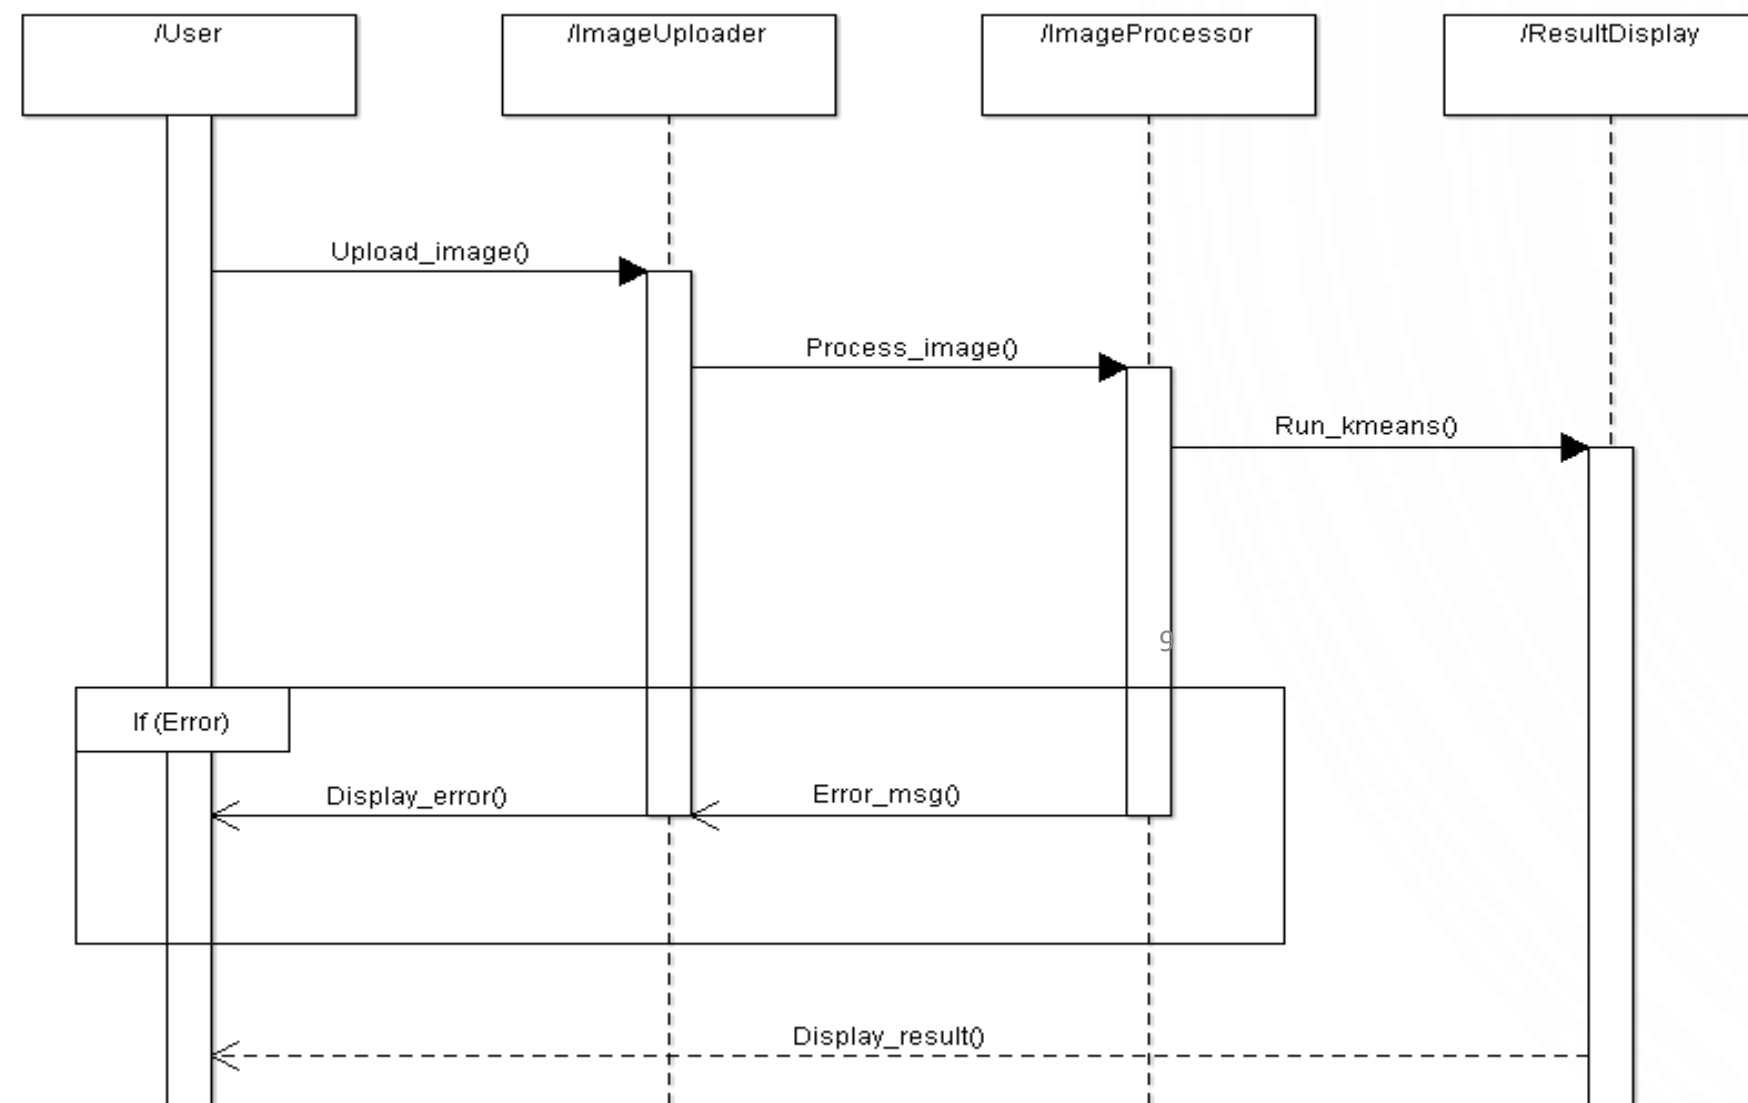 /User
/ImageUploader
/ImageProcessor
/ResultDisplay
Upload_image()
Process_image()
Run_kmeans()
9
If (Error)
Display_error()
Error_msg()
Display_result()